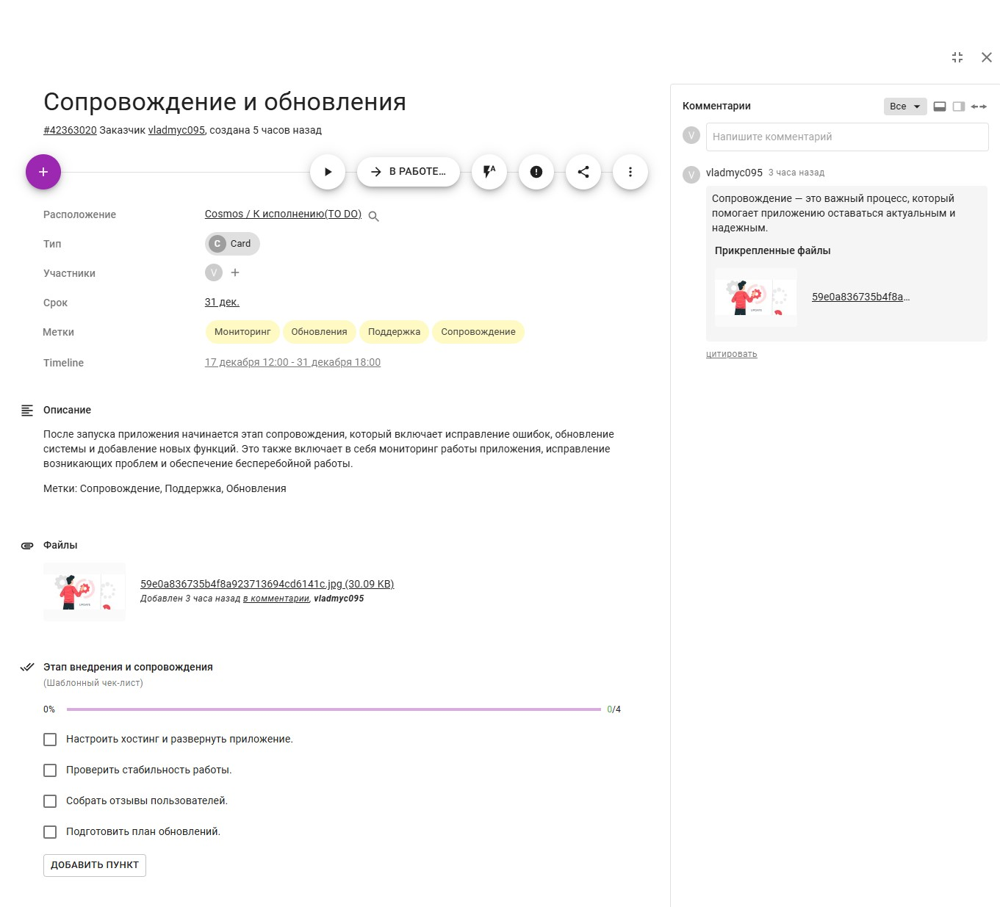 Сопровождение и обновления
#42363020 Заказчик vladmyc095, создана 5 часов назад
В РАБОТЕ...
Расположение
Cosmos / К исполнению(TO DO)
Тип
C Card
Участники
V
Срок
31 дек.
Метки
Мониторинг Обновления Поддержка Сопровождение
Timeline
17 декабря 12:00 - 31 декабря 18:00
Описание
После запуска приложения начинается этап сопровождения, который включает исправление ошибок, обновление
системы и добавление новых функций. Это также включает в себя мониторинг работы приложения, исправление
возникающих проблем и обеспечение бесперебойной работы.
Метки: Сопровождение, Поддержка, Обновления
Файлы
UPDATE
59e0a836735b4f8a923713694cd6141c.jpg (30.09 KB)
Добавлен 3 часа назад в комментарии, vladmyc095
Этап внедрения и сопровождения
(Шаблонный чек-лист)
0%
0/4
Настроить хостинг и развернуть приложение.
Проверить стабильность работы.
Собрать отзывы пользователей.
Подготовить план обновлений.
ДОБАВИТЬ ПУНКТ
Комментарии
Все
V
Напишите комментарий
V
vladmyc095 3 часа назад
Сопровождение — это важный процесс, который
помогает приложению оставаться актуальным и
надежным.
Прикрепленные файлы
UPDATE
59e0a836735b4f8a...
цитировать